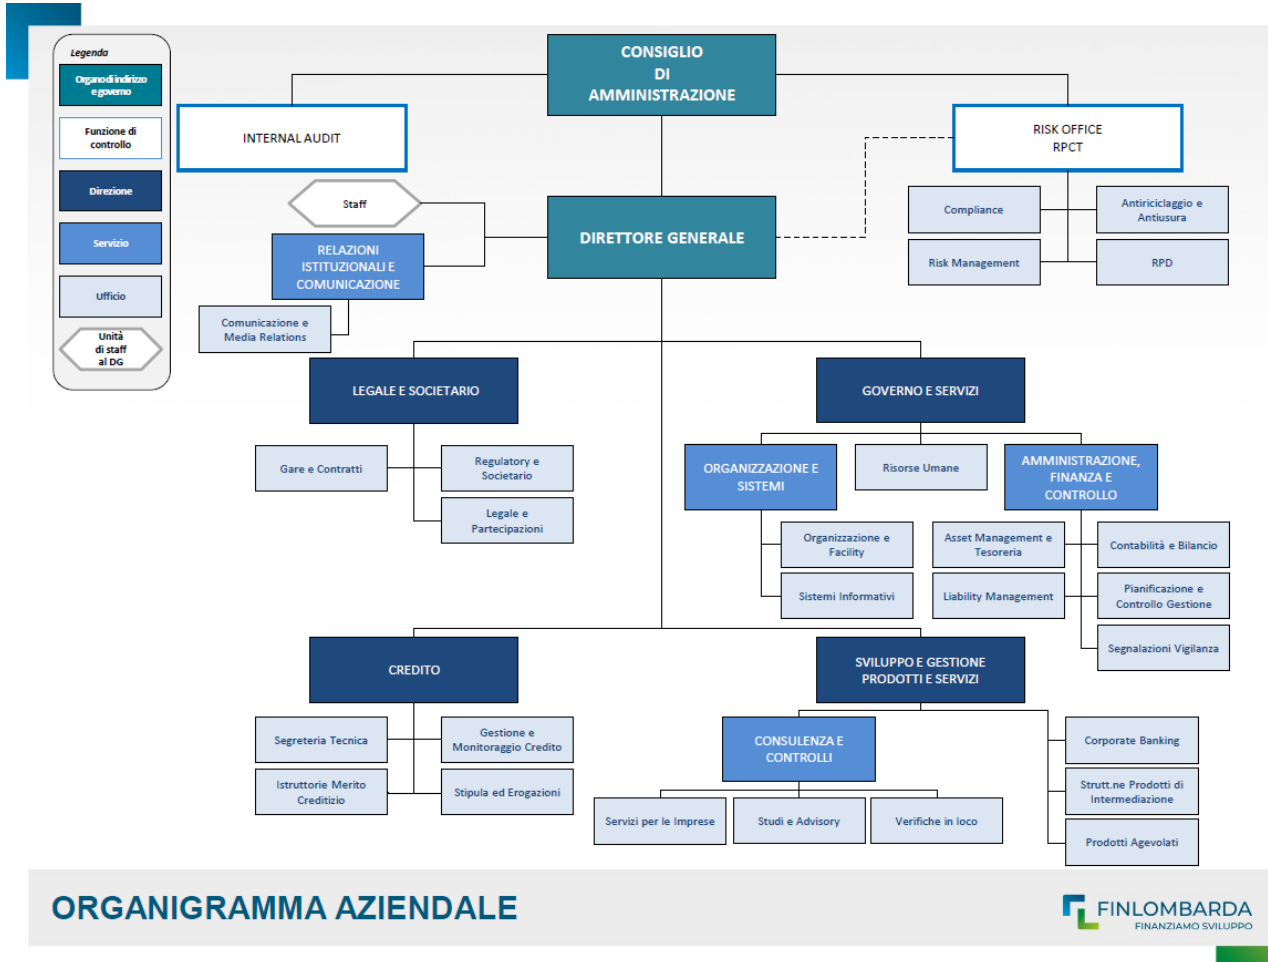 Legenda
Organo di indirizzo
e governo
Funzione di
controllo
Direzione
Servizio
Ufficio
Unità
di staff
al DG
CONSIGLIO
DI
AMMINISTRAZIONE
INTERNAL AUDIT
RISK OFFICE
RPCT
Compliance
Antiriciclaggio e
Antiusura
Risk Management
RPD
Staff
DIRETTORE GENERALE
RELAZIONI
ISTITUZIONALI E
COMUNICAZIONE
Comunicazione e
Media Relations
LEGALE E SOCIETARIO
GOVERNO E SERVIZI
Gare e Contratti
Regulatory e
Societario
Legale e
Partecipazioni
ORGANIZZAZIONE E
SISTEMI
Risorse Umane
AMMINISTRAZIONE,
FINANZA E
CONTROLLO
Organizzazione e
Facility
Sistemi Informativi
Asset Management e
Tesoreria
Contabilità e Bilancio
Liability Management
Pianificazione e
Controllo Gestione
Segnalazioni Vigilanza
CREDITO
SVILUPPO E GESTIONE
PRODOTTI E SERVIZI
Segreteria Tecnica
Gestione e
Monitoraggio Credito
Istruttorie Merito
Creditizio
Stipula ed Erogazioni
CONSULENZA E
CONTROLLI
Servizi per le Imprese
Studi e Advisory
Verifiche in loco
Corporate Banking
Strutt.ne Prodotti di
Intermediazione
Prodotti Agevolati
ORGANIGRAMMA AZIENDALE
FINLOMBARDA
FINANZIAMO SVILUPPO